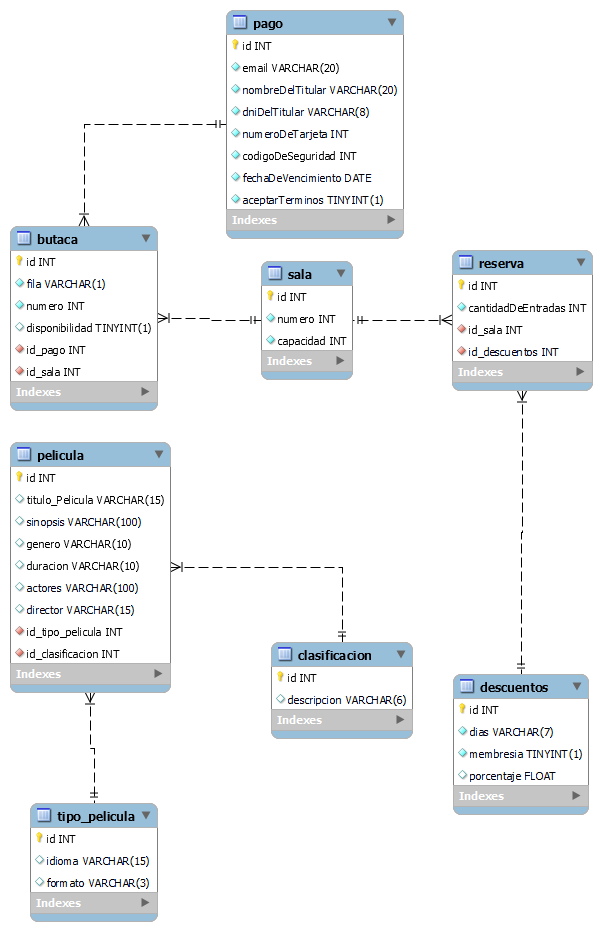 pago
id INT
email VARCHAR(20)
nombreDelTitular VARCHAR(20)
dniDelTitular VARCHAR(8)
numeroDeTarjeta INT
codigoDeSeguridad INT
fechaDeVencimiento DATE
aceptarTerminos TINYINT(1)
Indexes
butaca
id INT
fila VARCHAR(1)
numero INT
disponibilidad TINYINT(1)
id_pago INT
id_sala INT
Indexes
sala
id INT
numero INT
capacidad INT
Indexes
reserva
id INT
cantidadDeEntradas INT
id_sala INT
id_descuentos INT
Indexes
pelicula
id INT
titulo_Pelicula VARCHAR(15)
sinopsis VARCHAR(100)
genero VARCHAR(10)
duracion VARCHAR(10)
actores VARCHAR(100)
director VARCHAR(15)
id_tipo_pelicula INT
id_clasificacion INT
Indexes
clasificacion
id INT
descripcion VARCHAR(6)
Indexes
descuentos
id INT
dias VARCHAR(7)
membresia TINYINT(1)
porcentaje FLOAT
Indexes
tipo_pelicula
id INT
idioma VARCHAR(15)
formato VARCHAR(3)
Indexes